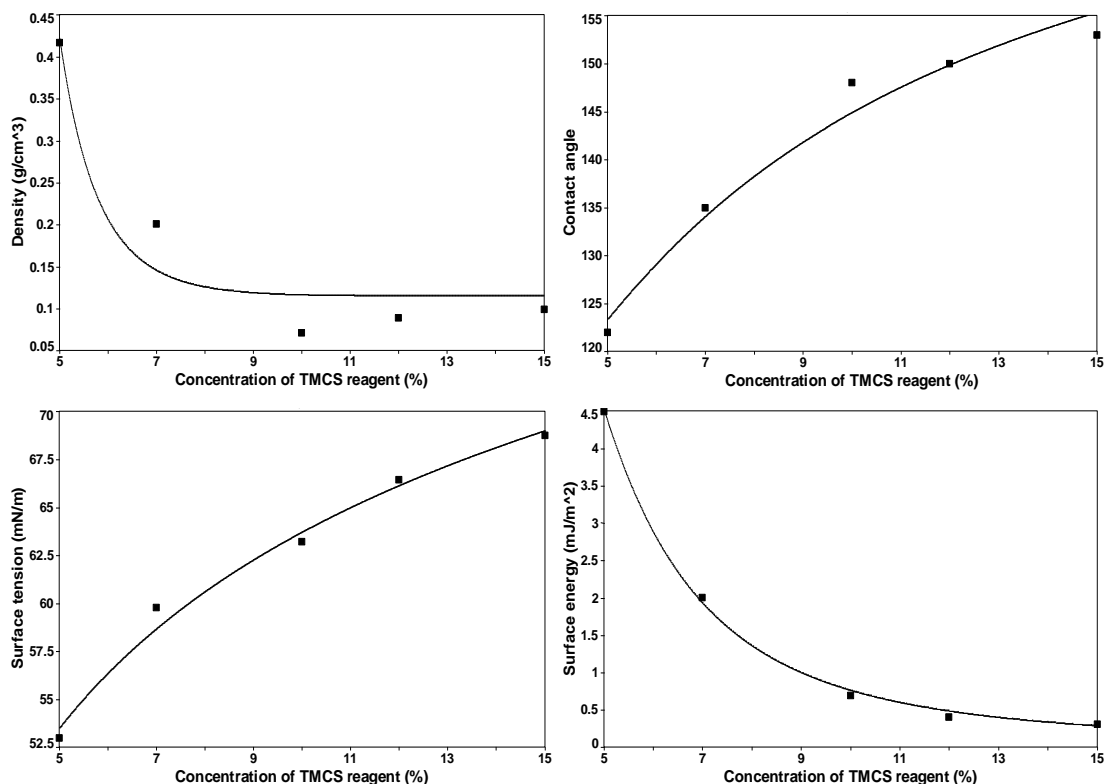 0.45
0.4
0.35
0.3
0.25
0.2
0.15
0.1
0.05
Density (g/cm^3)
5 7 9 11 13 15
Concentration of TMCS reagent (%)
155
150
145
140
135
130
125
120
Contact angle
5 7 9 11 13 15
Concentration of TMCS reagent (%)
70
67.5
65
62.5
60
57.5
55
52.5
Surface tension (mN/m)
5 7 9 11 13 15
Concentration of TMCS reagent (%)
4.5
4
3.5
3
2.5
2
1.5
1
0.5
0
Surface energy (mJ/m^2)
5 7 9 11 13 15
Concentration of TMCS reagent (%)